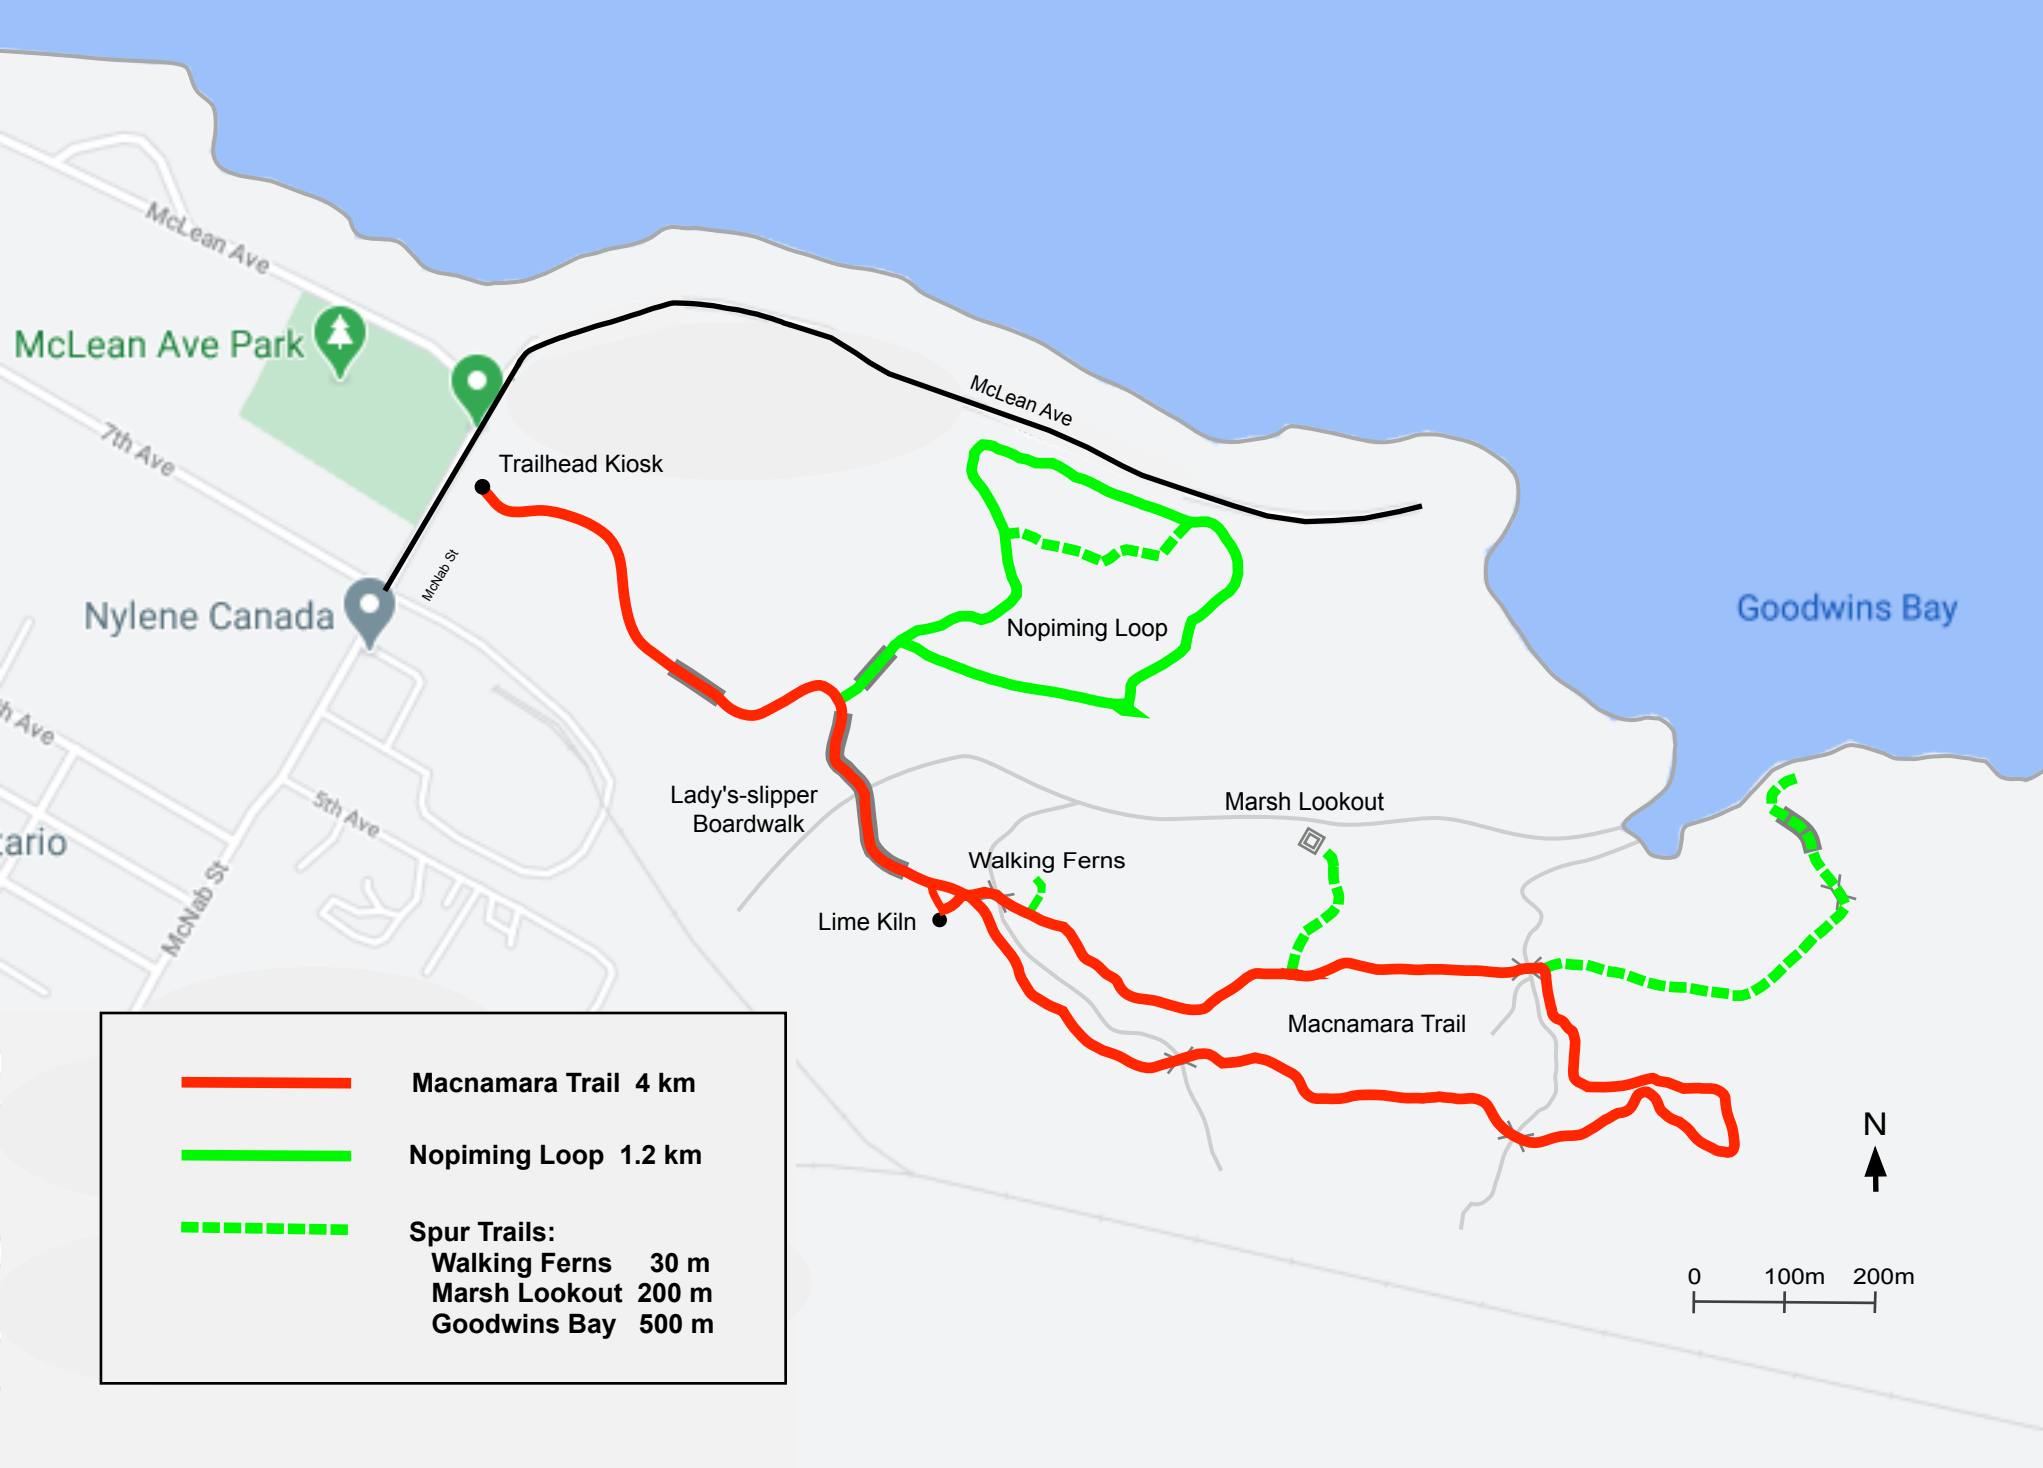 McLean Ave
McLean Ave Park
McLean Ave
7th Ave
Trailhead Kiosk
McNab St
Nylene Canada
Goodwins Bay
Nopiming Loop
h Ave
5th Ave
Lady's-slipper
Boardwalk
Marsh Lookout
tario
Walking Ferns
McNab St
Lime Kiln
Macnamara Trail
Macnamara Trail 4 km
Nopiming Loop 1.2 km
Spur Trails:
Walking Ferns 30 m
Marsh Lookout 200 m
Goodwins Bay 500 m
N
0 100m 200m